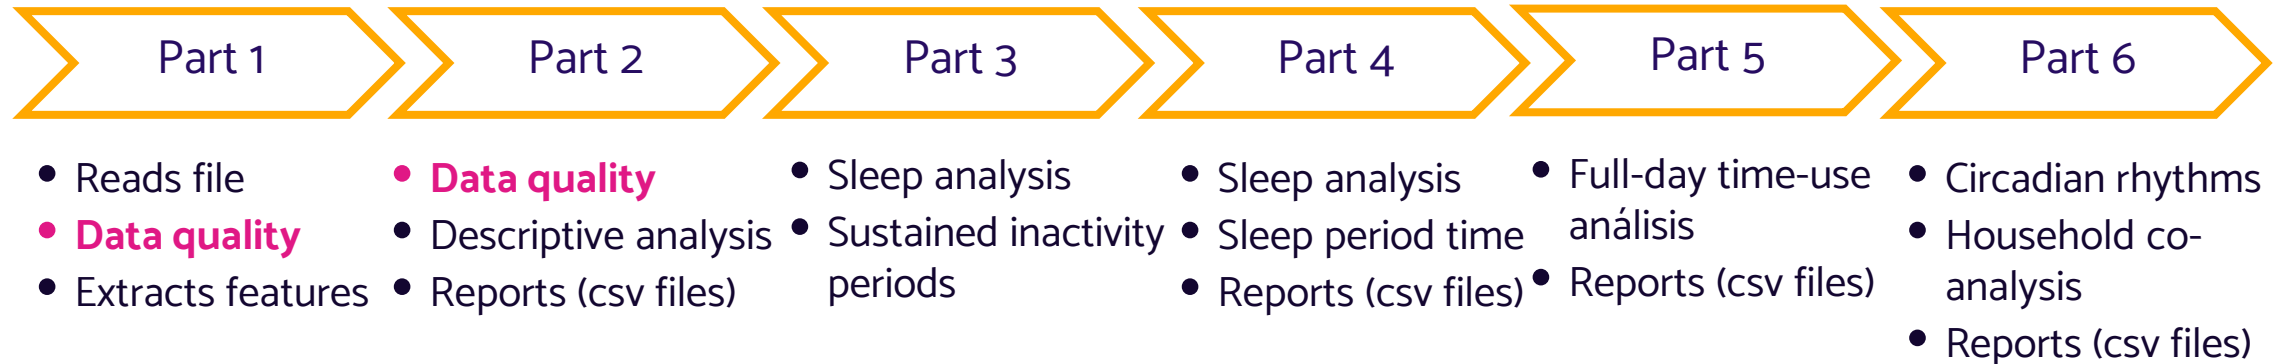 Part 1
Part 2
Part 3
Part 4
Part 5
Part 6
• Reads file
• Data quality
• Extracts features
• Data quality
• Descriptive analysis
• Reports (csv files)
• Sleep analysis
• Sustained inactivity
periods
• Sleep analysis
• Sleep period time
• Reports (csv files)
• Full-day time-use
análisis
• Reports (csv files)
• Circadian rhythms
• Household co-
analysis
• Reports (csv files)